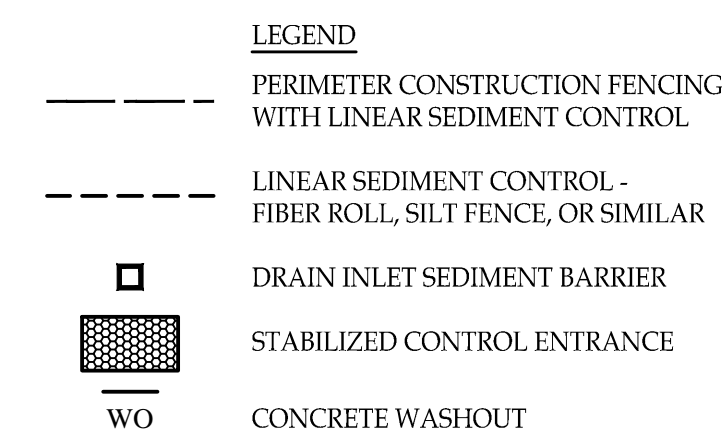 LEGEND
PERIMETER CONSTRUCTION FENCING
WITH LINEAR SEDIMENT CONTROL
LINEAR SEDIMENT CONTROL -
FIBER ROLL, SILT FENCE, OR SIMILAR
DRAIN INLET SEDIMENT BARRIER
STABILIZED CONTROL ENTRANCE
WO CONCRETE WASHOUT